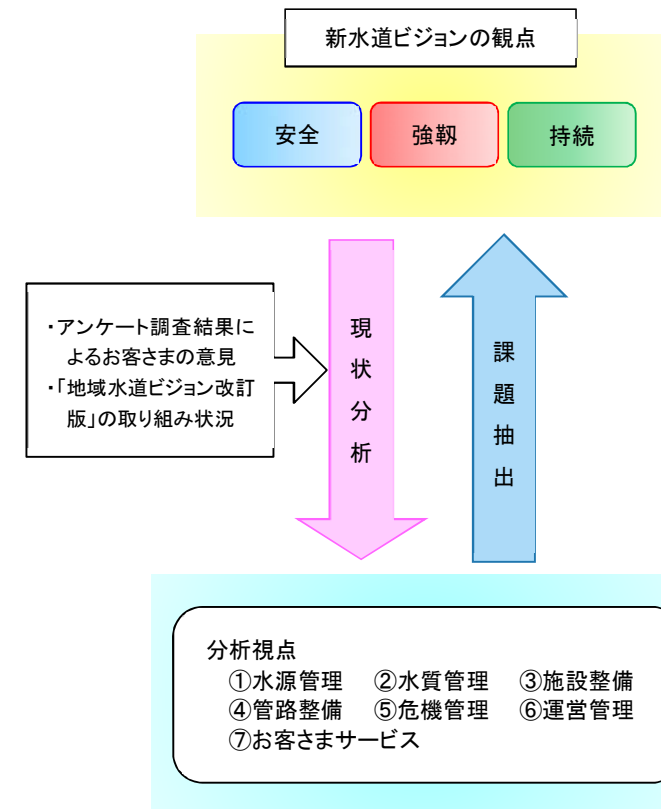 新水道ビジョンの観点
安全 強靱 持続
・アンケート調査結果に
よるお客さまの意見
・「地域水道ビジョン改訂
版」の取り組み状況
現状分析
課題抽出
分析視点
①水源管理 ②水質管理 ③施設整備
④管路整備 ⑤危機管理 ⑥運営管理
⑦お客さまサービス